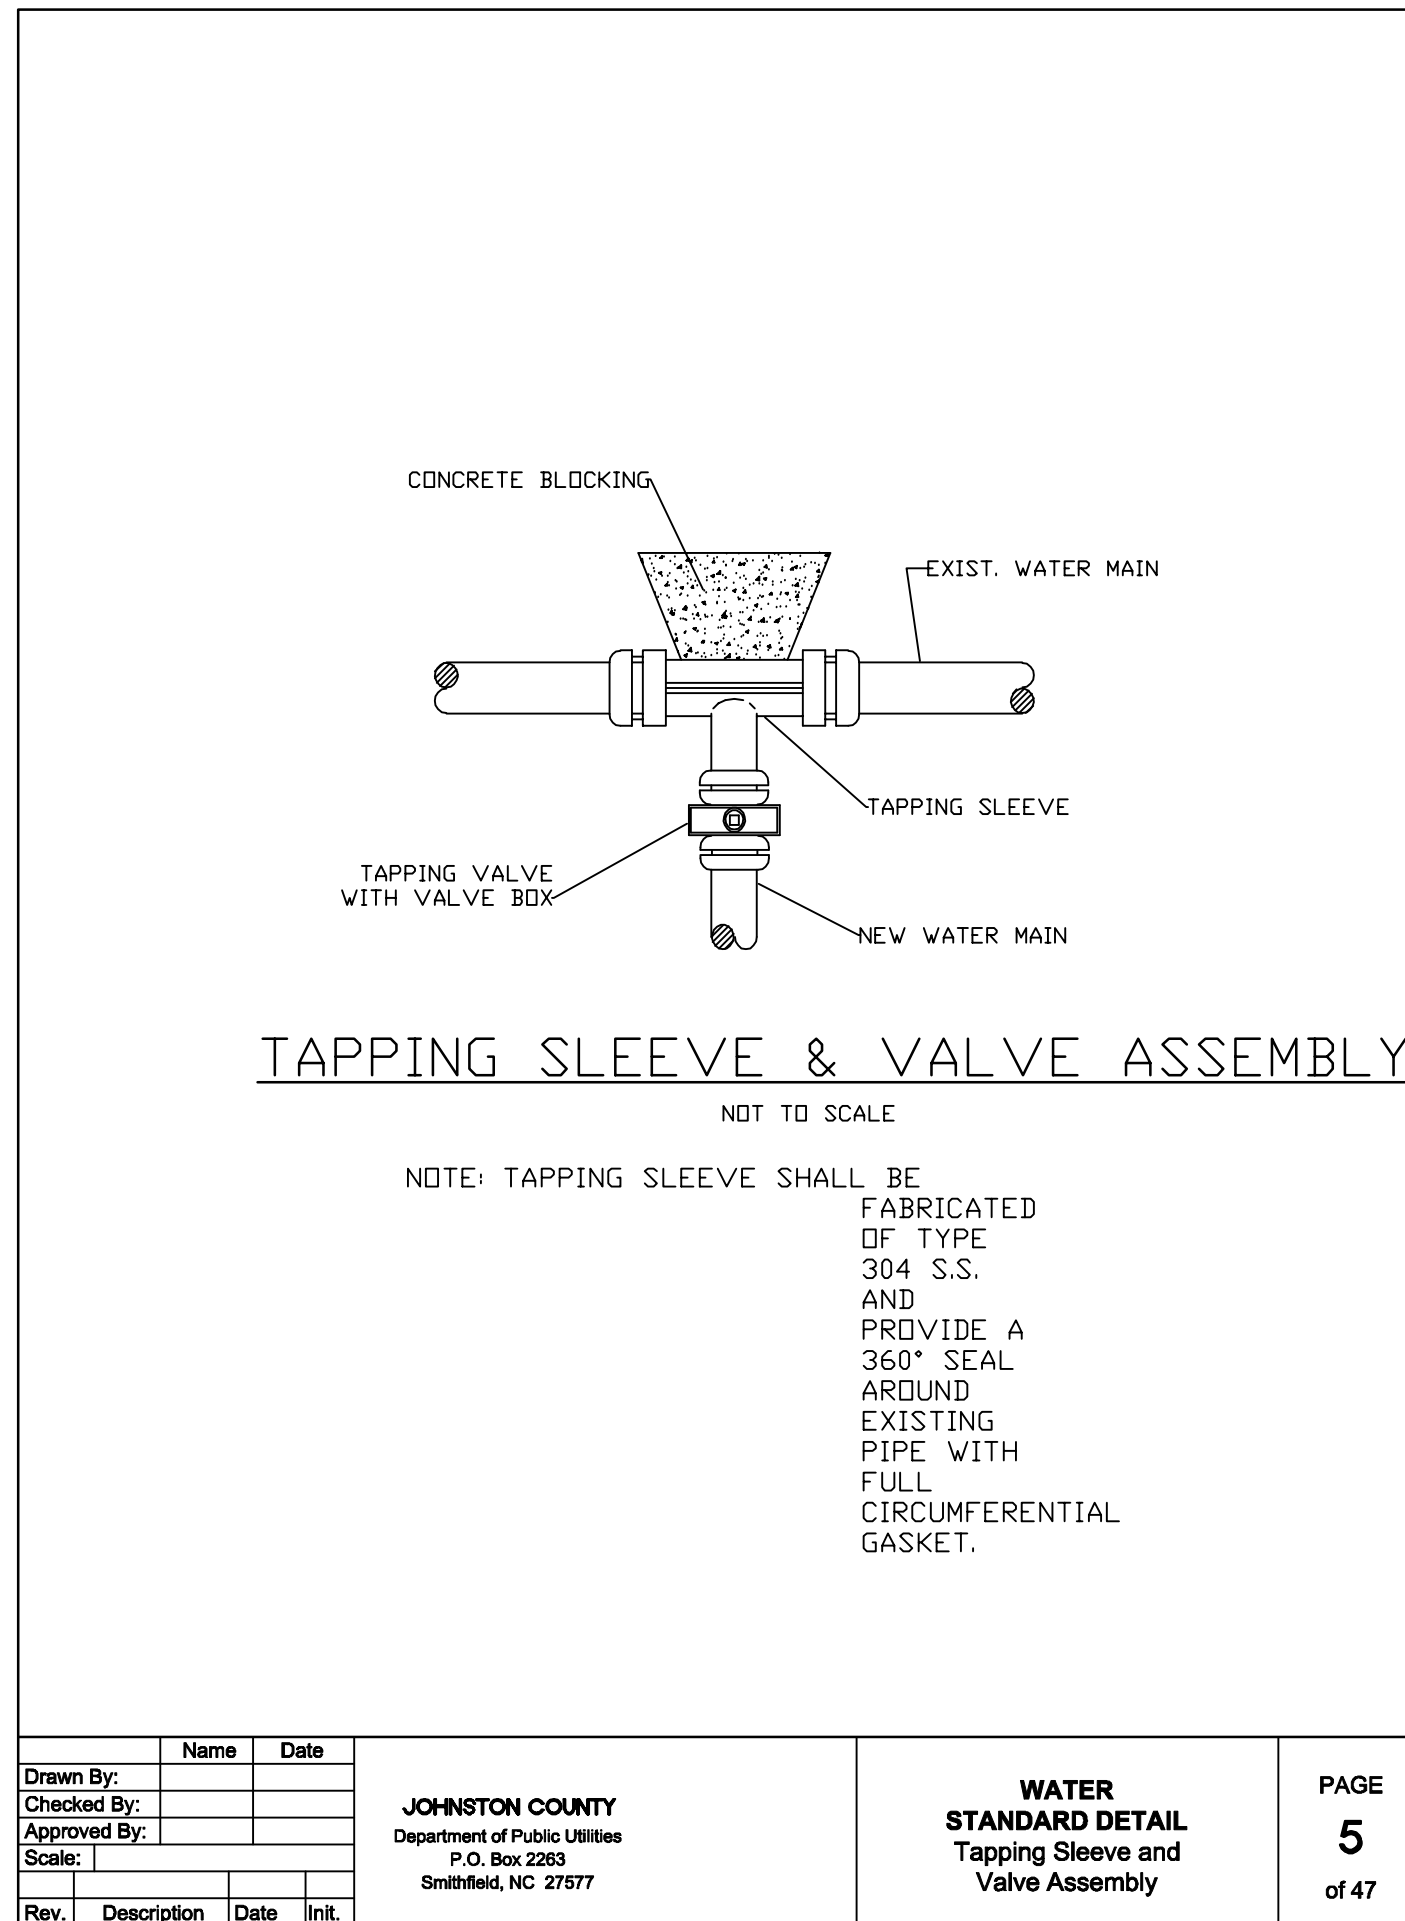 CONCRETE BLOCKING
EXIST. WATER MAIN
TAPPING SLEEVE
TAPPING VALVE
WITH VALVE BOX
NEW WATER MAIN
TAPPING SLEEVE & VALVE ASSEMBLY
NOT TO SCALE
NOTE: TAPPING SLEEVE SHALL BE
FABRICATED
OF TYPE
304 S.S.
AND
PROVIDE A
360° SEAL
AROUND
EXISTING
PIPE WITH
FULL
CIRCUMFERENTIAL
GASKET.
Name Date
Drawn By:
Checked By:
Approved By:
Scale:
Rev. Description Date Init.
JOHNSTON COUNTY
Department of Public Utilities
P.O. Box 2263
Smithfield, NC 27577
WATER
STANDARD DETAIL
Tapping Sleeve and
Valve Assembly
PAGE
5
of 47